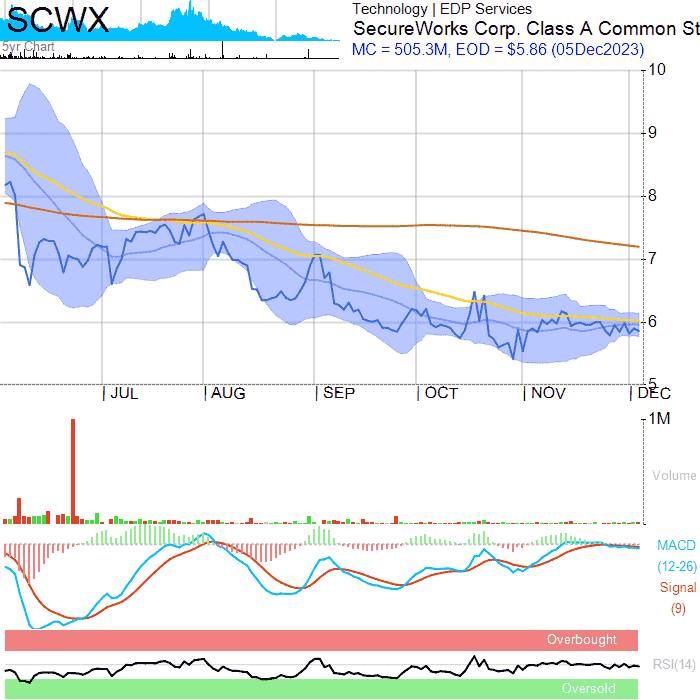 SCWX
5yr Chart
Technology | EDP Services
SecureWorks Corp. Class A Common St
MC = 505.3M, EOD = $5.86 (05Dec2023)
10
9
8
7
6
5
| JUL | AUG | SEP | OCT | NOV | DEC
1M
Volume
MACD
(12-26)
Signal
(9)
Overbought
RSI(14)
Oversold